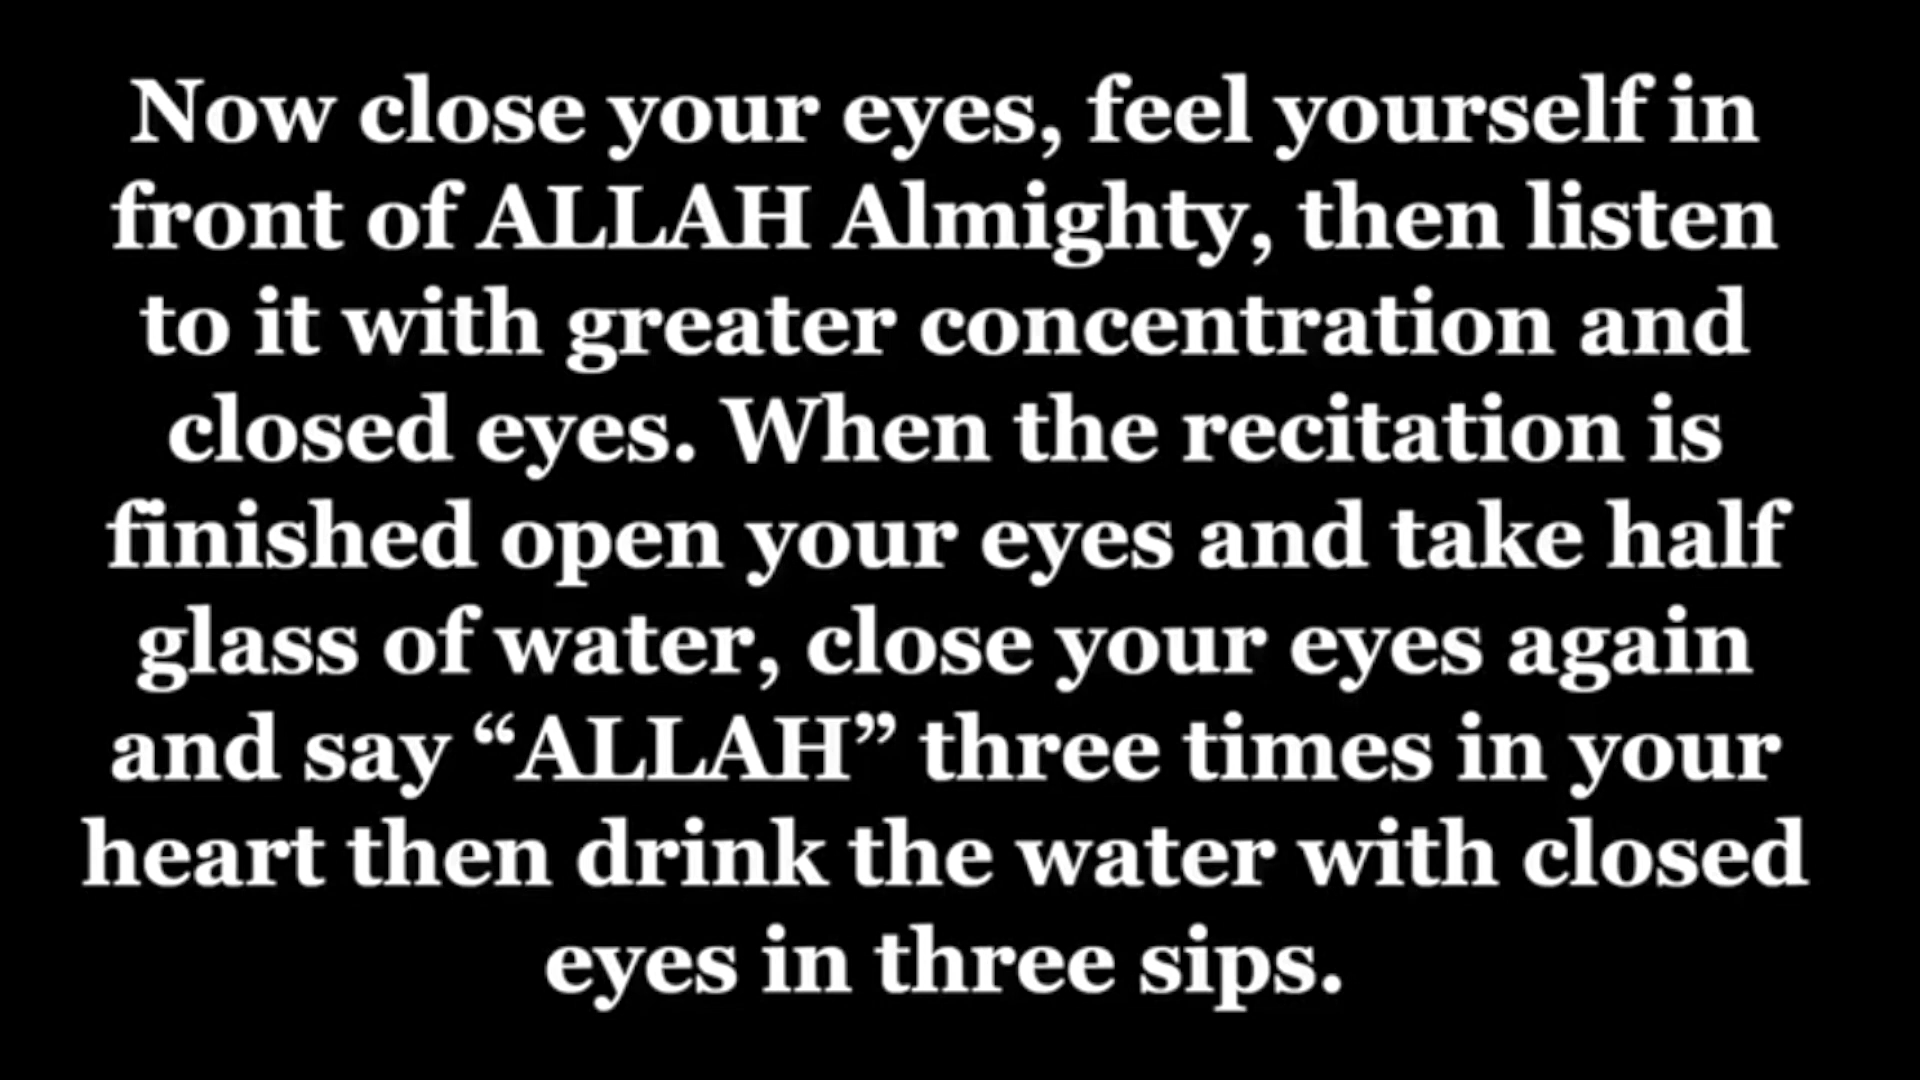 Now close your eyes, feel yourself in
front of ALLAH Almighty, then listen
to it with greater concentration and
closed eyes. When the recitation is
finished open your eyes and take half
glass of water, close your eyes again
and say “ALLAH” three times in your
heart then drink the water with closed
eyes in three sips.